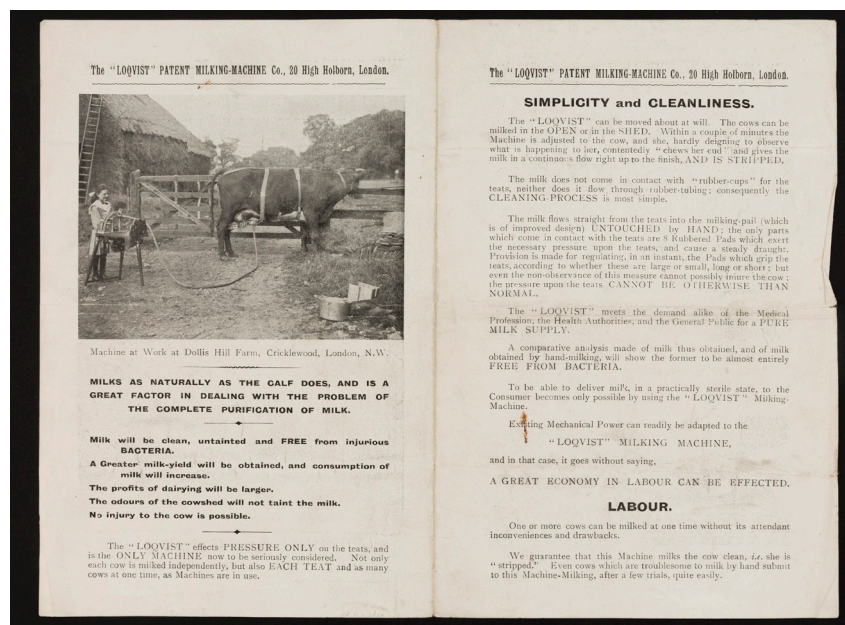 The "LOQVIST" PATENT MILKING-MACHINE Co., 20 High Holborn, London.
Machine at Work at Dollis Hill Farm, Cricklewood, London, N.W.
MILKS AS NATURALLY AS THE CALF DOES, AND IS A
GREAT FACTOR IN DEALING WITH THE PROBLEM OF
THE COMPLETE PURIFICATION OF MILK.
Milk will be clean, untainted and FREE from injurious
BACTERIA.
A Greater milk-yield will be obtained, and consumption of
milk will increase.
The profits of dairying will be larger.
The odours of the cowshed will not taint the milk.
No injury to the cow is possible.
The "LOQVIST" effects PRESSURE ONLY on the teats, and
is the ONLY MACHINE now to be seriously considered. Not only
each cow is milked independently, but also EACH TEAT and as many
cows at one time, as Machines are in use.
The "LOQVIST" PATENT MILKING-MACHINE Co., 20 High Holborn, London.
SIMPLICITY and CLEANLINESS.
The "LOQVIST" can be moved about at will. The cows can be
milked in the OPEN or in the SHED. Within a couple of minutes the
Machine is adjusted to the cow, and she, hardly deigning to observe
what is happening to her, contentedly "chews her cud" and gives the
milk in a continuos flow right up to the finish, AND IS STRIPPED.
The milk does not come in contact with "rubber-cups" for the
teats, neither does it flow through rubber-tubing; consequently the
CLEANING-PROCESS is most simple.
The milk flows straight from the teats into the milking-pail (which
is of improved design) UNTOUCHED by HAND; the only parts
which come in contact with the teats are 8 Rubbered Pads which exert
the necessary pressure upon the teats, and cause a steady draught.
Provision is made for regulating, in an instant, the Pads which grip the
teats, according to whether these are large or small, long or short; but
even the non-observance of this measure cannot possibly injure the cow;
the pressure upon the teats CANNOT BE OTHERWISE THAN
NORMAL.
The "LOQVIST" meets the demand alike of the Medical
Profession, the Health Authorities, and the General Public for a PURE
MILK SUPPLY.
A comparative analysis made of milk thus obtained, and of milk
obtained by hand-milking, will show the former to be almost entirely
FREE FROM BACTERIA.
To be able to deliver milk, in a practically sterile state, to the
Consumer becomes only possible by using the "LOQVIST" Milking-
Machine.
Existing Mechanical Power can readily be adapted to the
"LOQVIST" MILKING MACHINE,
and in that case, it goes without saying,
A GREAT ECONOMY IN LABOUR CAN BE EFFECTED.
LABOUR.
One or more cows can be milked at one time without its attendant
inconveniences and drawbacks.
We guarantee that this Machine milks the cow clean, i.e. she is
"stripped." Even cows which are troublesome to milk by hand submit
to this Machine-Milking, after a few trials, quite easily.